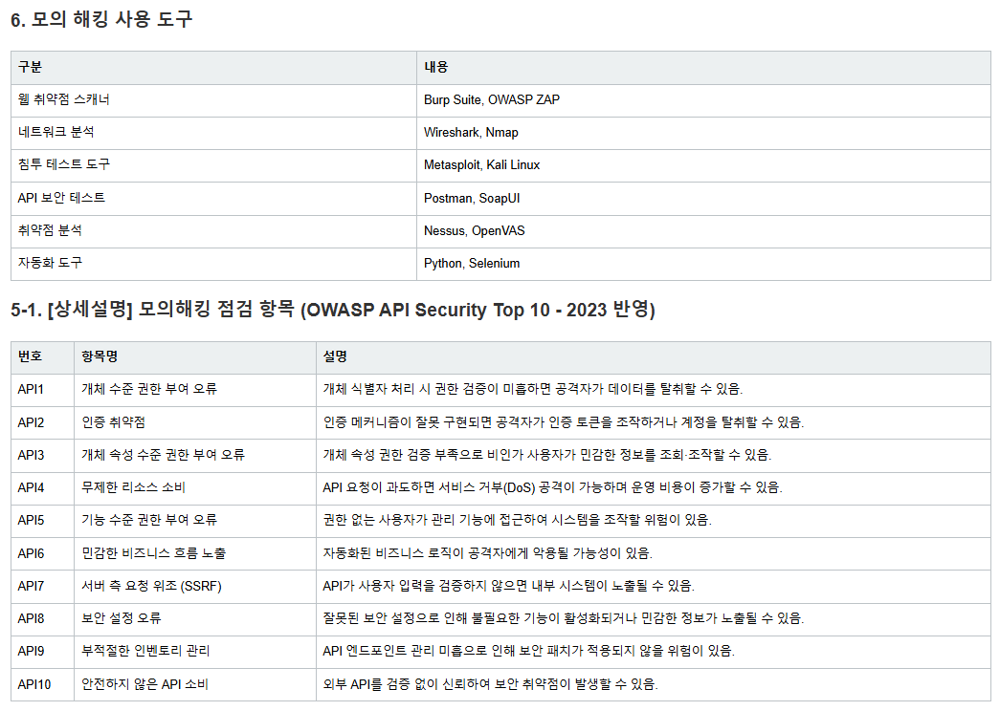 6. 모의 해킹 사용 도구
구분 내용
웹 취약점 스캐너 Burp Suite, OWASP ZAP
네트워크 분석 Wireshark, Nmap
침투 테스트 도구 Metasploit, Kali Linux
API 보안 테스트 Postman, SoapUI
취약점 분석 Nessus, OpenVAS
자동화 도구 Python, Selenium
5-1. [상세설명] 모의해킹 점검 항목 (OWASP API Security Top 10 - 2023 반영)
번호 항목명 설명
API1 개체 수준 권한 부여 오류 개체 식별자 처리 시 권한 검증이 미흡하면 공격자가 데이터를 탈취할 수 있음.
API2 인증 취약점 인증 메커니즘이 잘못 구현되면 공격자가 인증 토큰을 조작하거나 계정을 탈취할 수 있음.
API3 개체 속성 수준 권한 부여 오류 개체 속성 권한 검증 부족으로 비인가 사용자가 민감한 정보를 조회·조작할 수 있음.
API4 무제한 리소스 소비 API 요청이 과도하면 서비스 거부(DoS) 공격이 가능하며 운영 비용이 증가할 수 있음.
API5 기능 수준 권한 부여 오류 권한 없는 사용자가 관리 기능에 접근하여 시스템을 조작할 위험이 있음.
API6 민감한 비즈니스 흐름 노출 자동화된 비즈니스 로직이 공격자에게 악용될 가능성이 있음.
API7 서버 측 요청 위조 (SSRF) API가 사용자 입력을 검증하지 않으면 내부 시스템이 노출될 수 있음.
API8 보안 설정 오류 잘못된 보안 설정으로 인해 불필요한 기능이 활성화되거나 민감한 정보가 노출될 수 있음.
API9 부적절한 인벤토리 관리 API 엔드포인트 관리 미흡으로 인해 보안 패치가 적용되지 않을 위험이 있음.
API10 안전하지 않은 API 소비 외부 API를 검증 없이 신뢰하여 보안 취약점이 발생할 수 있음.